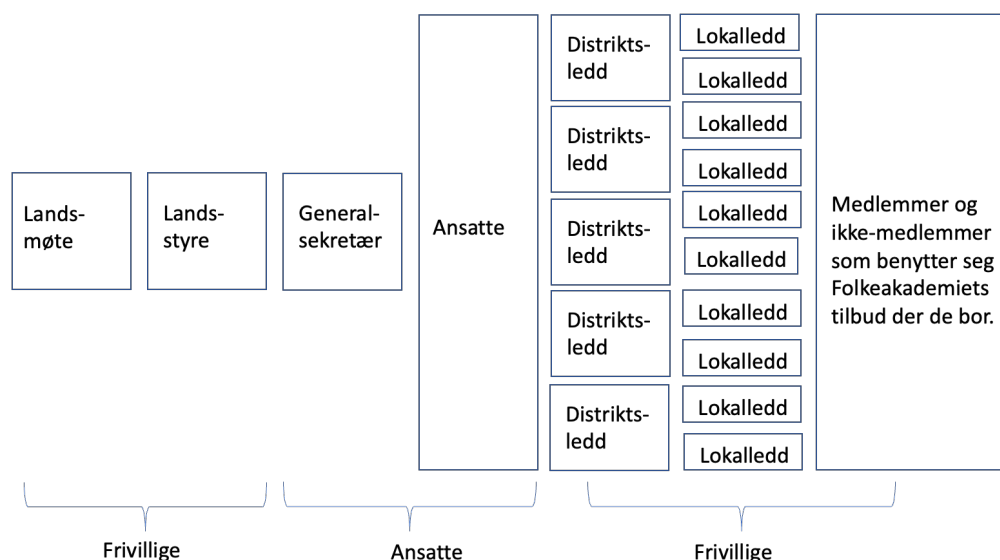 Lands-
møte
Lands-
styre
General-
sekretær
Ansatte
Distrikts-
ledd
Distrikts-
ledd
Distrikts-
ledd
Distrikts-
ledd
Distrikts-
ledd
Lokalledd
Lokalledd
Lokalledd
Lokalledd
Lokalledd
Lokalledd
Lokalledd
Lokalledd
Lokalledd
Lokalledd
Medlemmer og
ikke-medlemmer
som benytter seg
Folkeakademiets
tilbud der de bor.
Frivillige
Ansatte
Frivillige